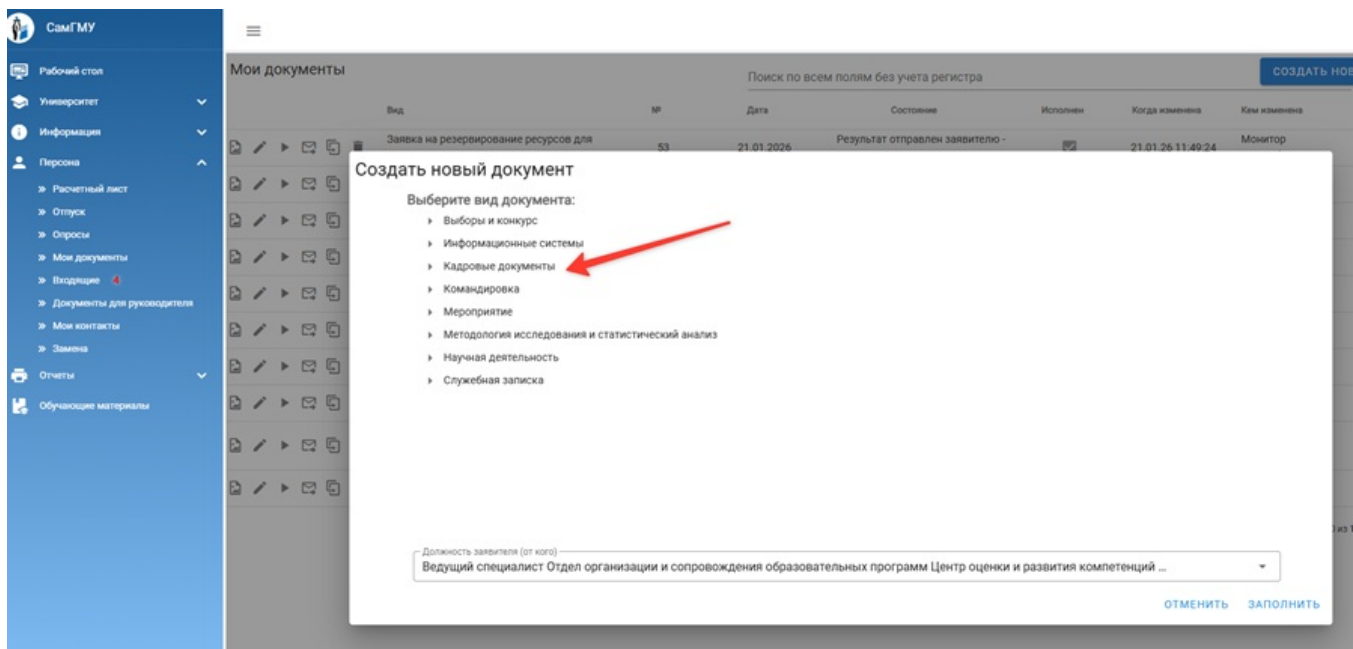 СамГМУ
Рабочий стол
Университет
Информация
Персона
Расчетный лист
Отпуск
Опросы
Мои документы
Входящие 4
Документы для руководителя
Мои контакты
Замена
Отчеты
Обучающие материалы
Мои документы
Поиск по всем полям без учета регистра
СОЗДАТЬ НОВ
Вид № Дата Состояние Исполнен Когда изменена Кем изменена
Заявка на резервирование ресурсов для 53 21.01.2026 Результат отправлен заявителю - 21.01.26 11:49:24 Монитор
Создать новый документ
Выберите вид документа:
Выборы и конкурс
Информационные системы
Кадровые документы
Командировка
Мероприятие
Методология исследования и статистический анализ
Научная деятельность
Служебная записка
Должность заявителя (от кого)
Ведущий специалист Отдел организации и сопровождения образовательных программ Центр оценки и развития компетенций ...
ОТМЕНИТЬ ЗАПОЛНИТЬ